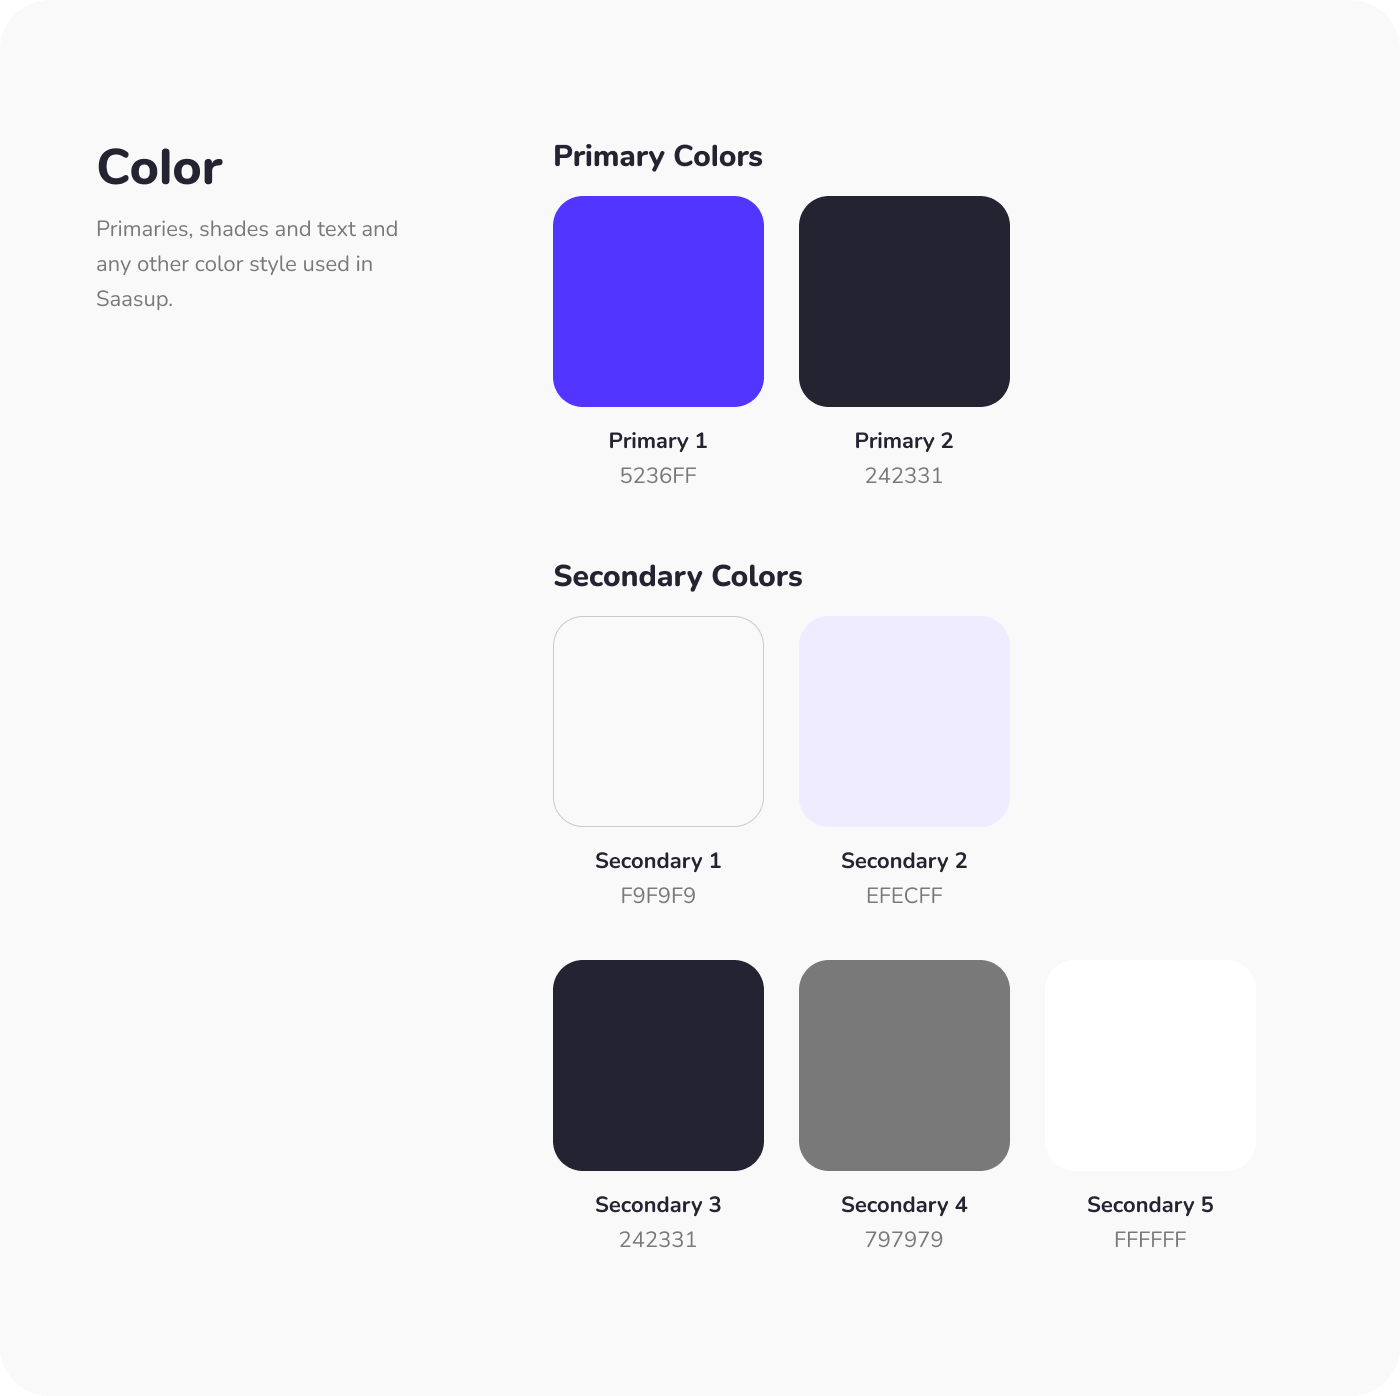 Color
Primaries, shades and text and
any other color style used in
Saasup.
Primary Colors
Primary 1
5236FF
Primary 2
242331
Secondary Colors
Secondary 1
F9F9F9
Secondary 2
EFECFF
Secondary 3
242331
Secondary 4
797979
Secondary 5
FFFFFF